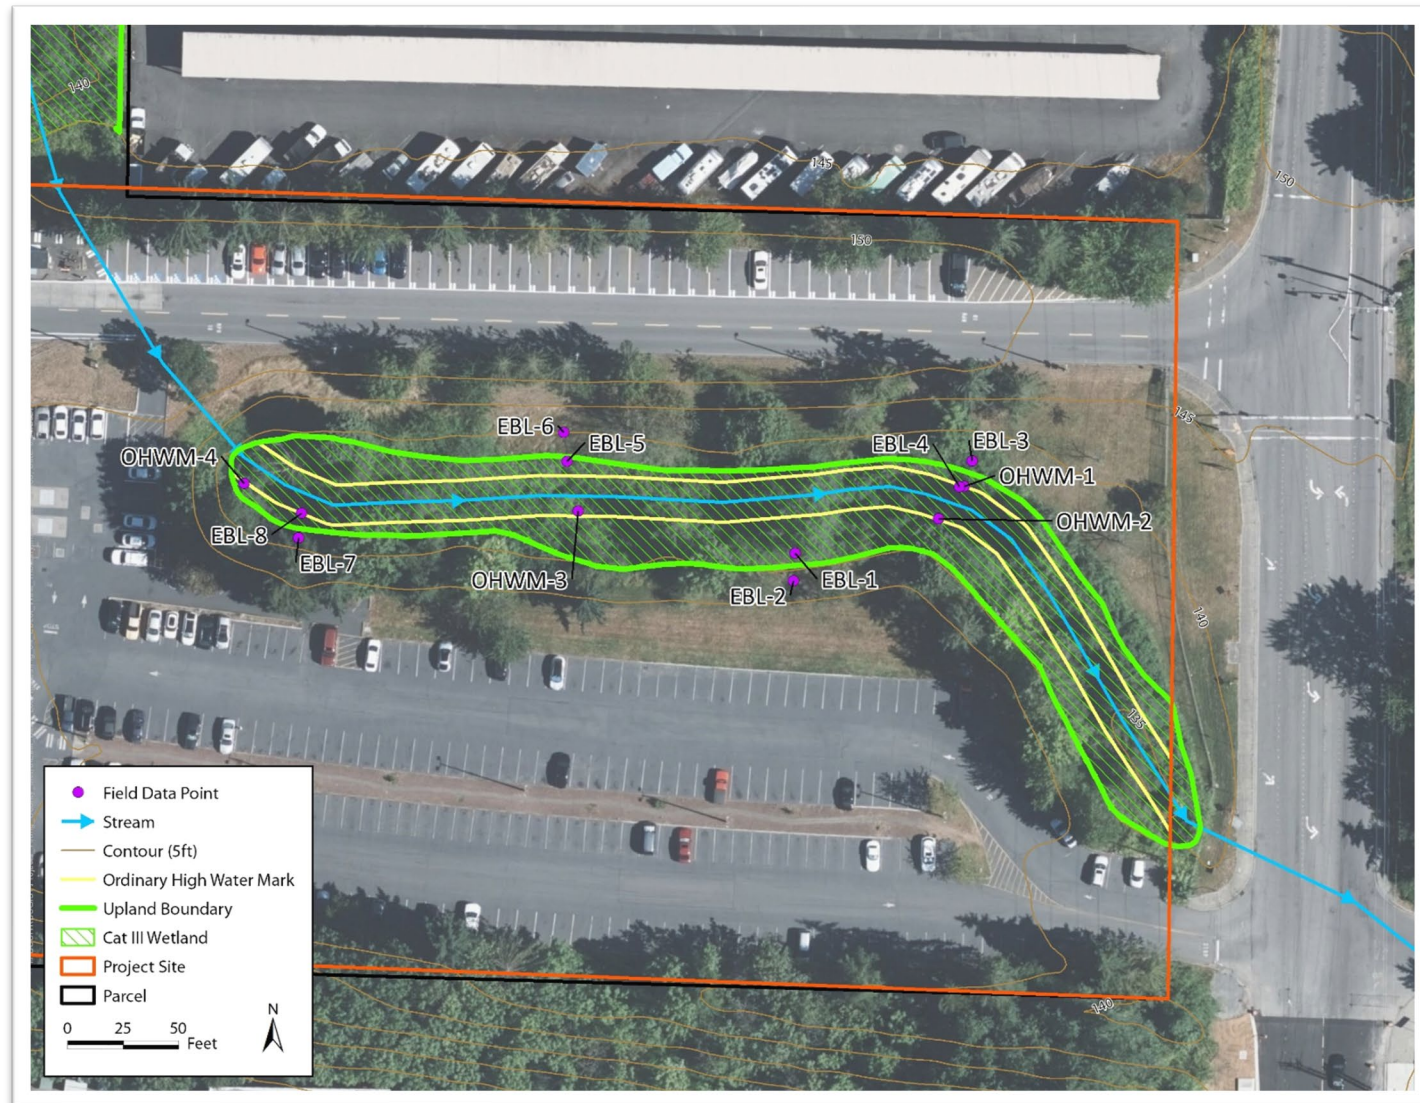 140
145
150
150
145
EBL-6
EBL-5
EBL-4
EBL-3
OHWM-4
OHWM-1
OHWM-2
EBL-8
EBL-7
OHWM-3
EBL-1
EBL-2
140
135
Field Data Point
Stream
Contour (5ft)
Ordinary High Water Mark
Upland Boundary
Cat III Wetland
Project Site
Parcel
N
0 25 50
Feet
140